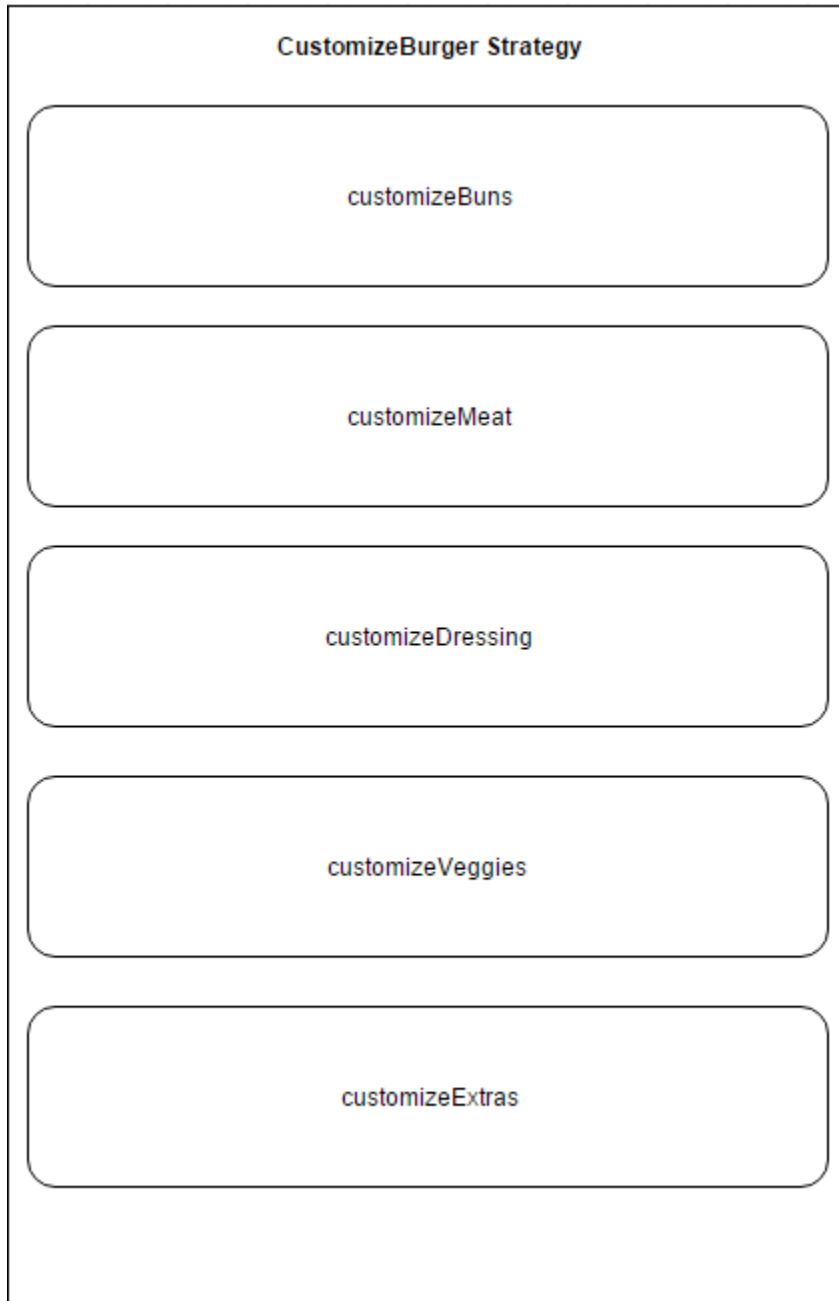 CustomizeBurger Strategy
customizeBuns
customizeMeat
customizeDressing
customizeVeggies
customizeExtras